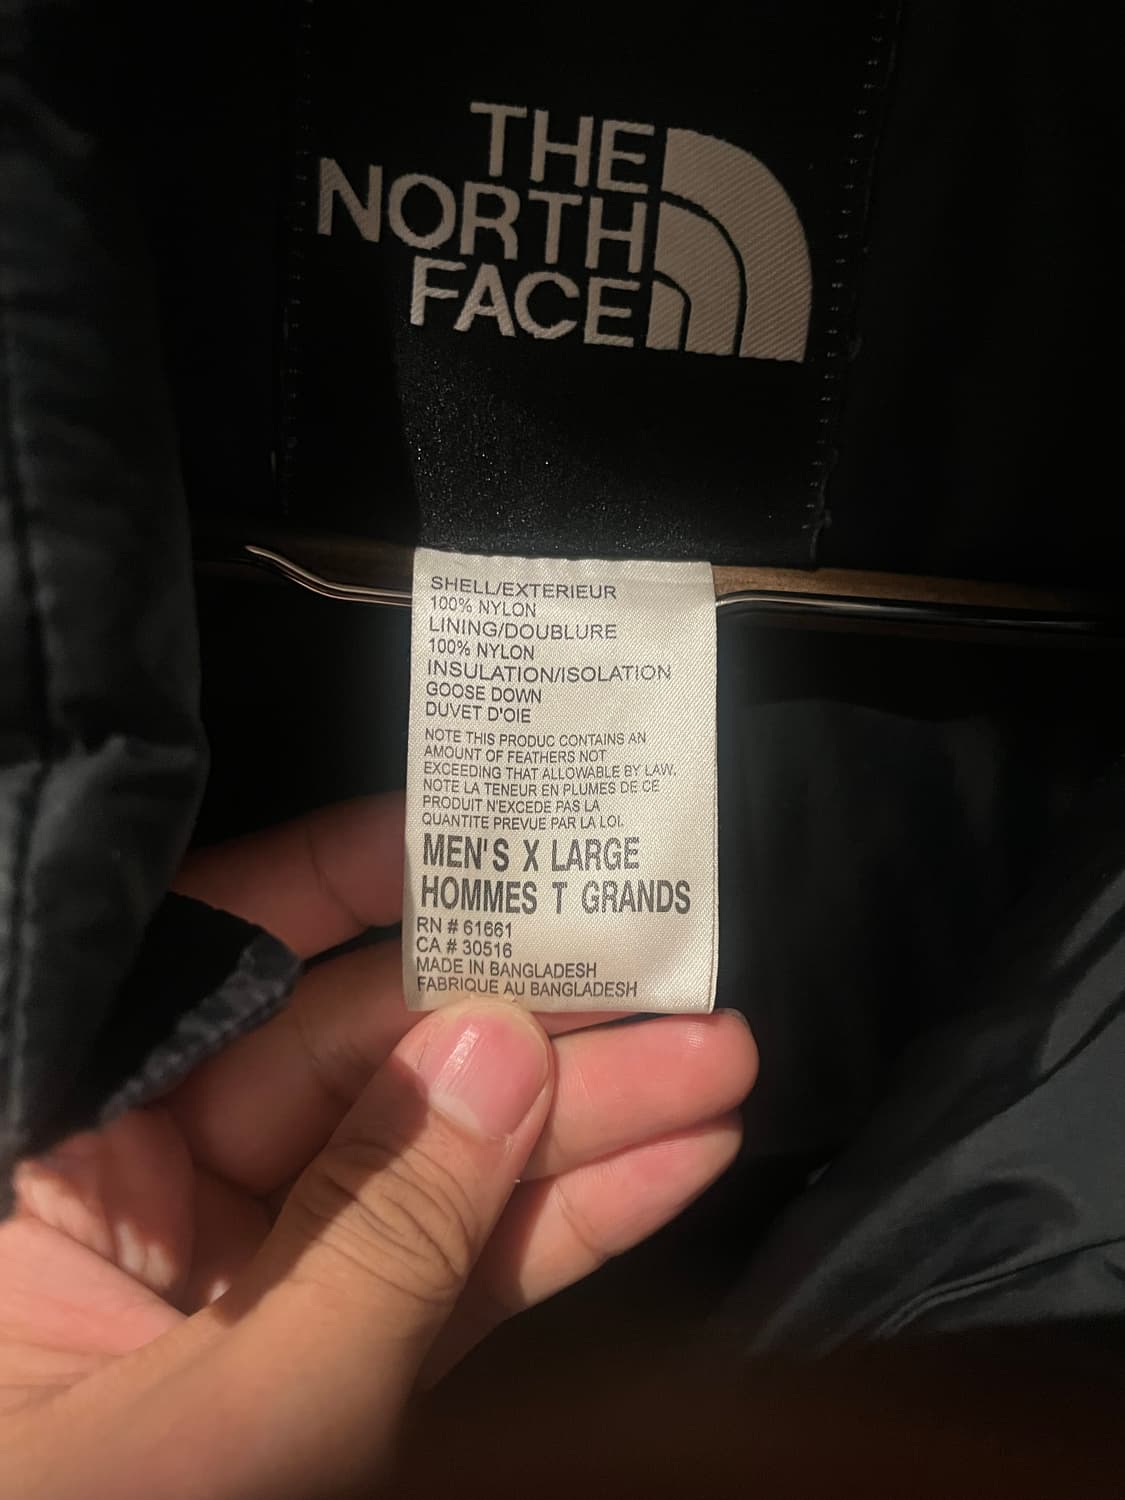 THE
NORTH
FACE
SHELL/EXTERIEUR
100% NYLON
LINING/DOUBLURE
100% NYLON
INSULATION/ISOLATION
GOOSE DOWN
DUVET D'OIE
NOTE THIS PRODUC CONTAINS AN
AMOUNT OF FEATHERS NOT
EXCEEDING THAT ALLOWABLE BY LAW.
NOTE LA TENEUR EN PLUMES DE CE
PRODUIT N'EXCEDE PAS LA
QUANTITE PREVUE PAR LA LOI.
MEN'S X LARGE
HOMMES T GRANDS
RN # 61661
CA # 30516
MADE IN BANGLADESH
FABRIQUE AU BANGLADESH